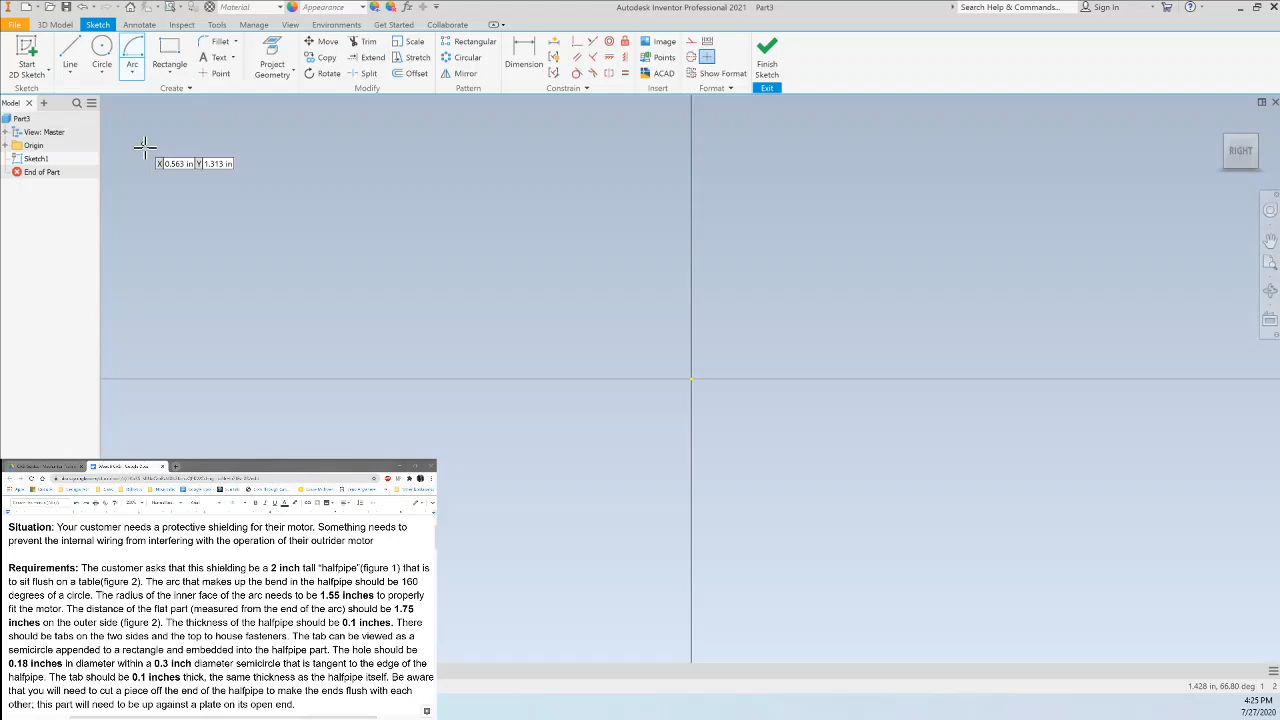 Material Appearance Autodesk Inventor Professional 2021 Part3 Search Help & Commands... Sign In
File 3D Model Sketch Annotate Inspect Tools Manage View Environments Get Started Collaborate
Start 2D Sketch Line Circle Arc Rectangle Fillet Text Point Project Geometry Move Copy Rotate Trim Extend Split Scale Stretch Offset Rectangular Circular Mirror Dimension Image Points ACAD Show Format Finish Sketch
Sketch Create Modify Pattern Constrain Insert Format Exit
Model
Part3
View: Master
Origin
Sketch1
End of Part
X 0.563 in Y 1.313 in
RIGHT
Situation: Your customer needs a protective shielding for their motor. Something needs to
prevent the internal wiring from interfering with the operation of their outrider motor
Requirements: The customer asks that this shielding be a 2 inch tall “halfpipe”(figure 1) that is
to sit flush on a table(figure 2). The arc that makes up the bend in the halfpipe should be 160
degrees of a circle. The radius of the inner face of the arc needs to be 1.55 inches to properly
fit the motor. The distance of the flat part (measured from the end of the arc) should be 1.75
inches on the outer side (figure 2). The thickness of the halfpipe should be 0.1 inches. There
should be tabs on the two sides and the top to house fasteners. The tab can be viewed as a
semicircle appended to a rectangle and embedded into the halfpipe part. The hole should be
0.18 inches in diameter within a 0.3 inch diameter semicircle that is tangent to the edge of the
halfpipe. The tab should be 0.1 inches thick, the same thickness as the halfpipe itself. Be aware
that you will need to cut a piece off the end of the halfpipe to make the ends flush with each
other; this part will need to be up against a plate on its open end.
1.428 in, 66.80 deg 1 2
4:25 PM
7/27/2020